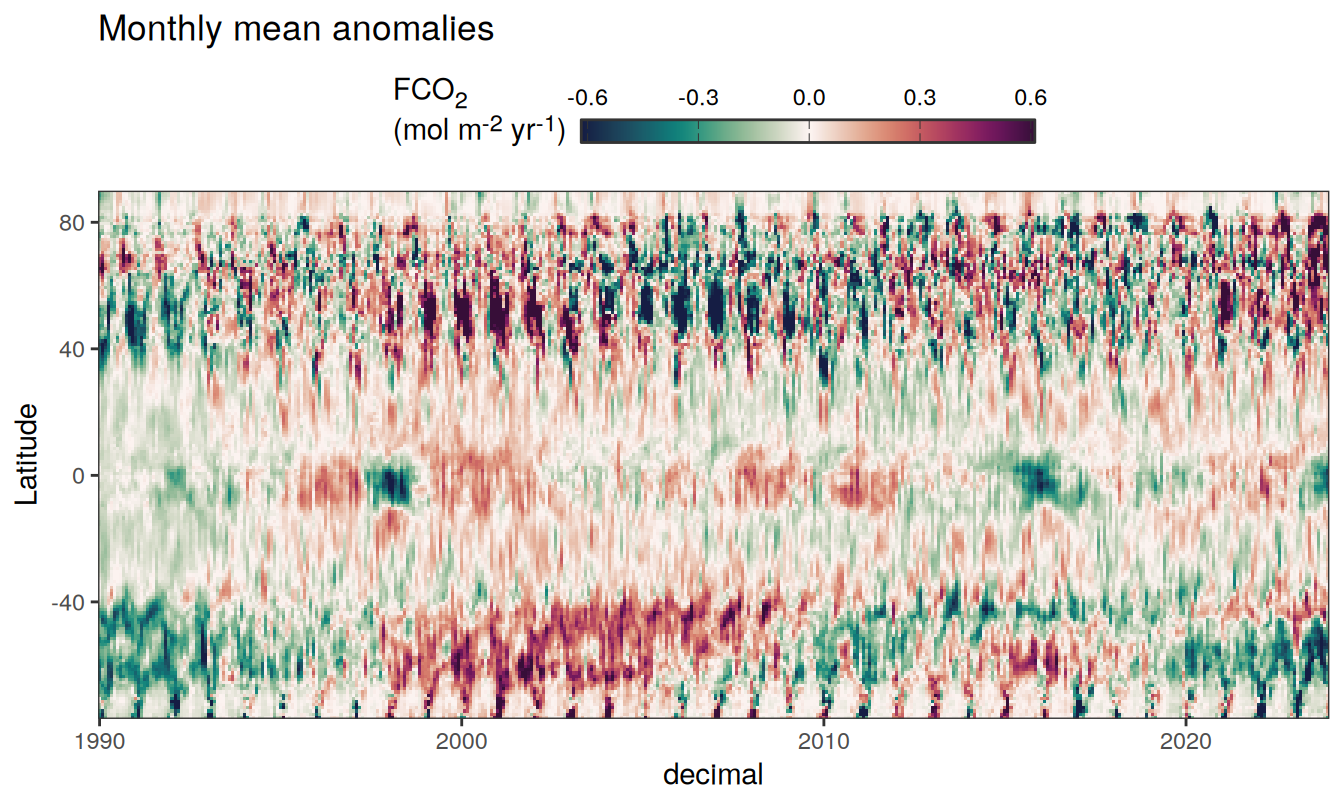 Monthly mean anomalies
FCO₂
(mol m⁻² yr⁻¹)
-0.6 -0.3 0.0 0.3 0.6
80
40
0
-40
Latitude
1990 2000 2010 2020
decimal